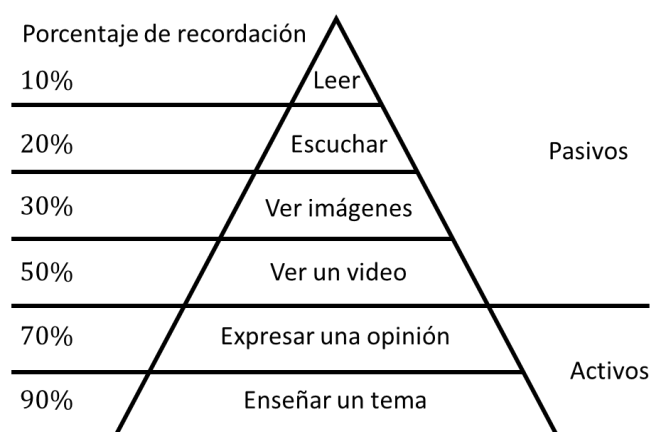 Porcentaje de recordación
10% Leer
20% Escuchar
Pasivos
30% Ver imágenes
50% Ver un video
70% Expresar una opinión
Activos
90% Enseñar un tema